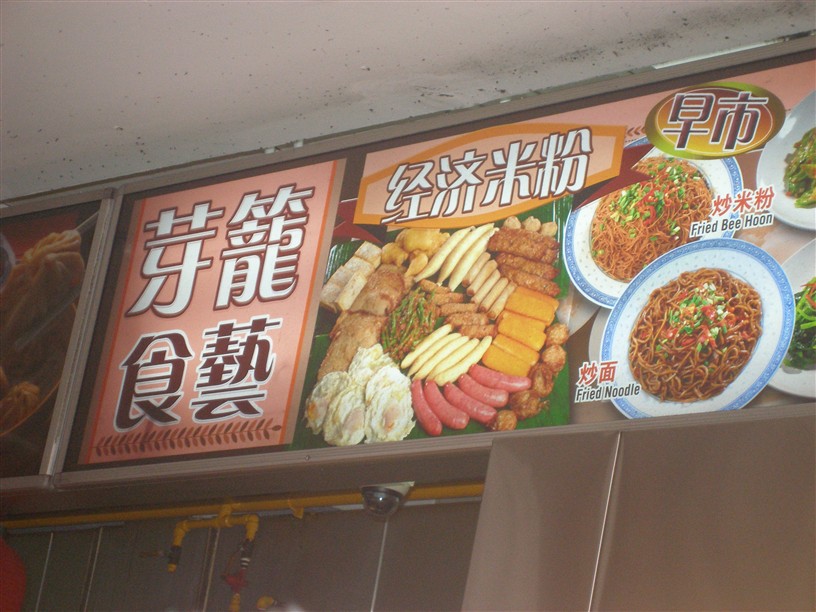 芽籠
食藝
经济米粉
早市
炒米粉
Fried Bee Hoon
炒面
Fried Noodle